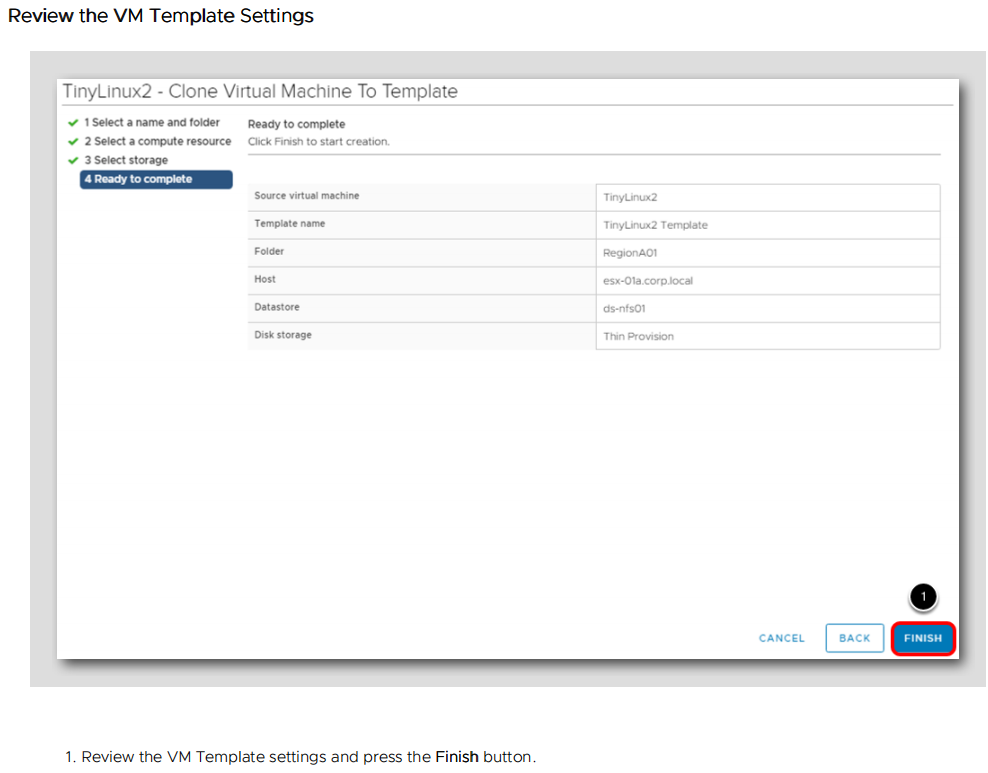 Review the VM Template Settings
TinyLinux2 - Clone Virtual Machine To Template
1 Select a name and folder
2 Select a compute resource
3 Select storage
4 Ready to complete
Ready to complete
Click Finish to start creation.
Source virtual machine TinyLinux2
Template name TinyLinux2 Template
Folder RegionA01
Host esx-01a.corp.local
Datastore ds-nfs01
Disk storage Thin Provision
1
CANCEL BACK FINISH
1. Review the VM Template settings and press the Finish button.